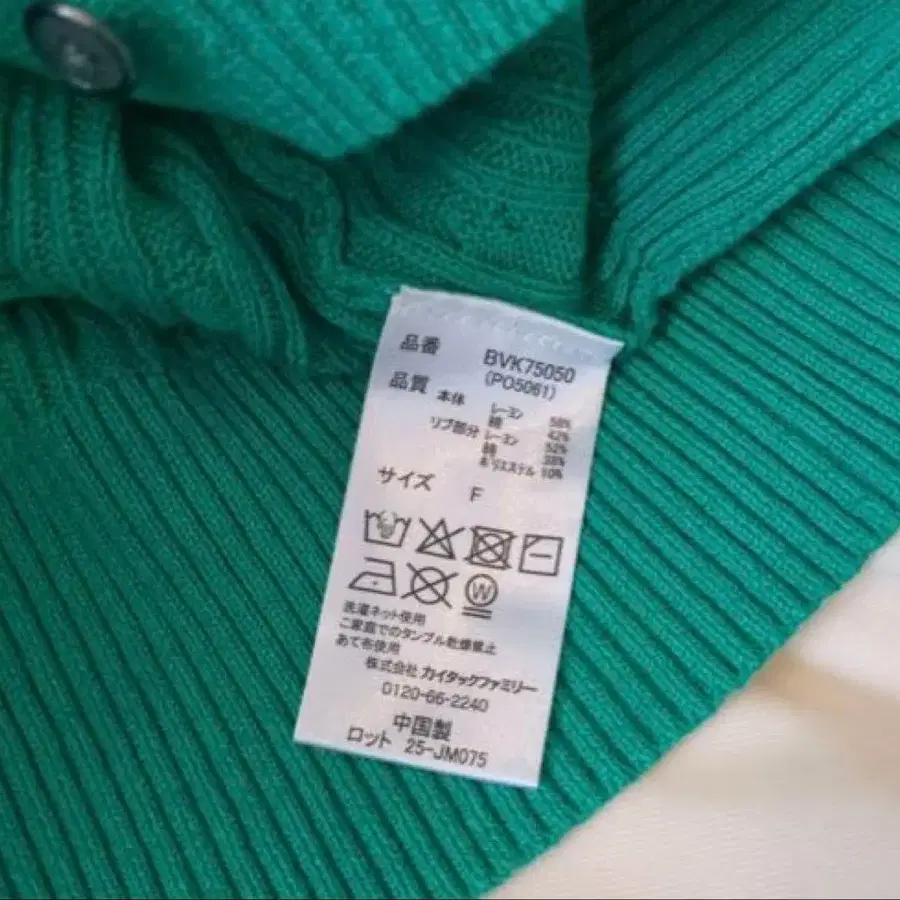 品番 BVK75050
(PO5061)
品質 本体 レーヨン 58%
綿 42%
リブ部分 レーヨン 52%
綿 38%
ポリエステル 10%
サイズ F
W
洗濯ネット使用
ご家庭でのタンブル乾燥禁止
あて布使用
株式会社 カイタックファミリー
0120-66-2240
中国製
ロット 25-JM075